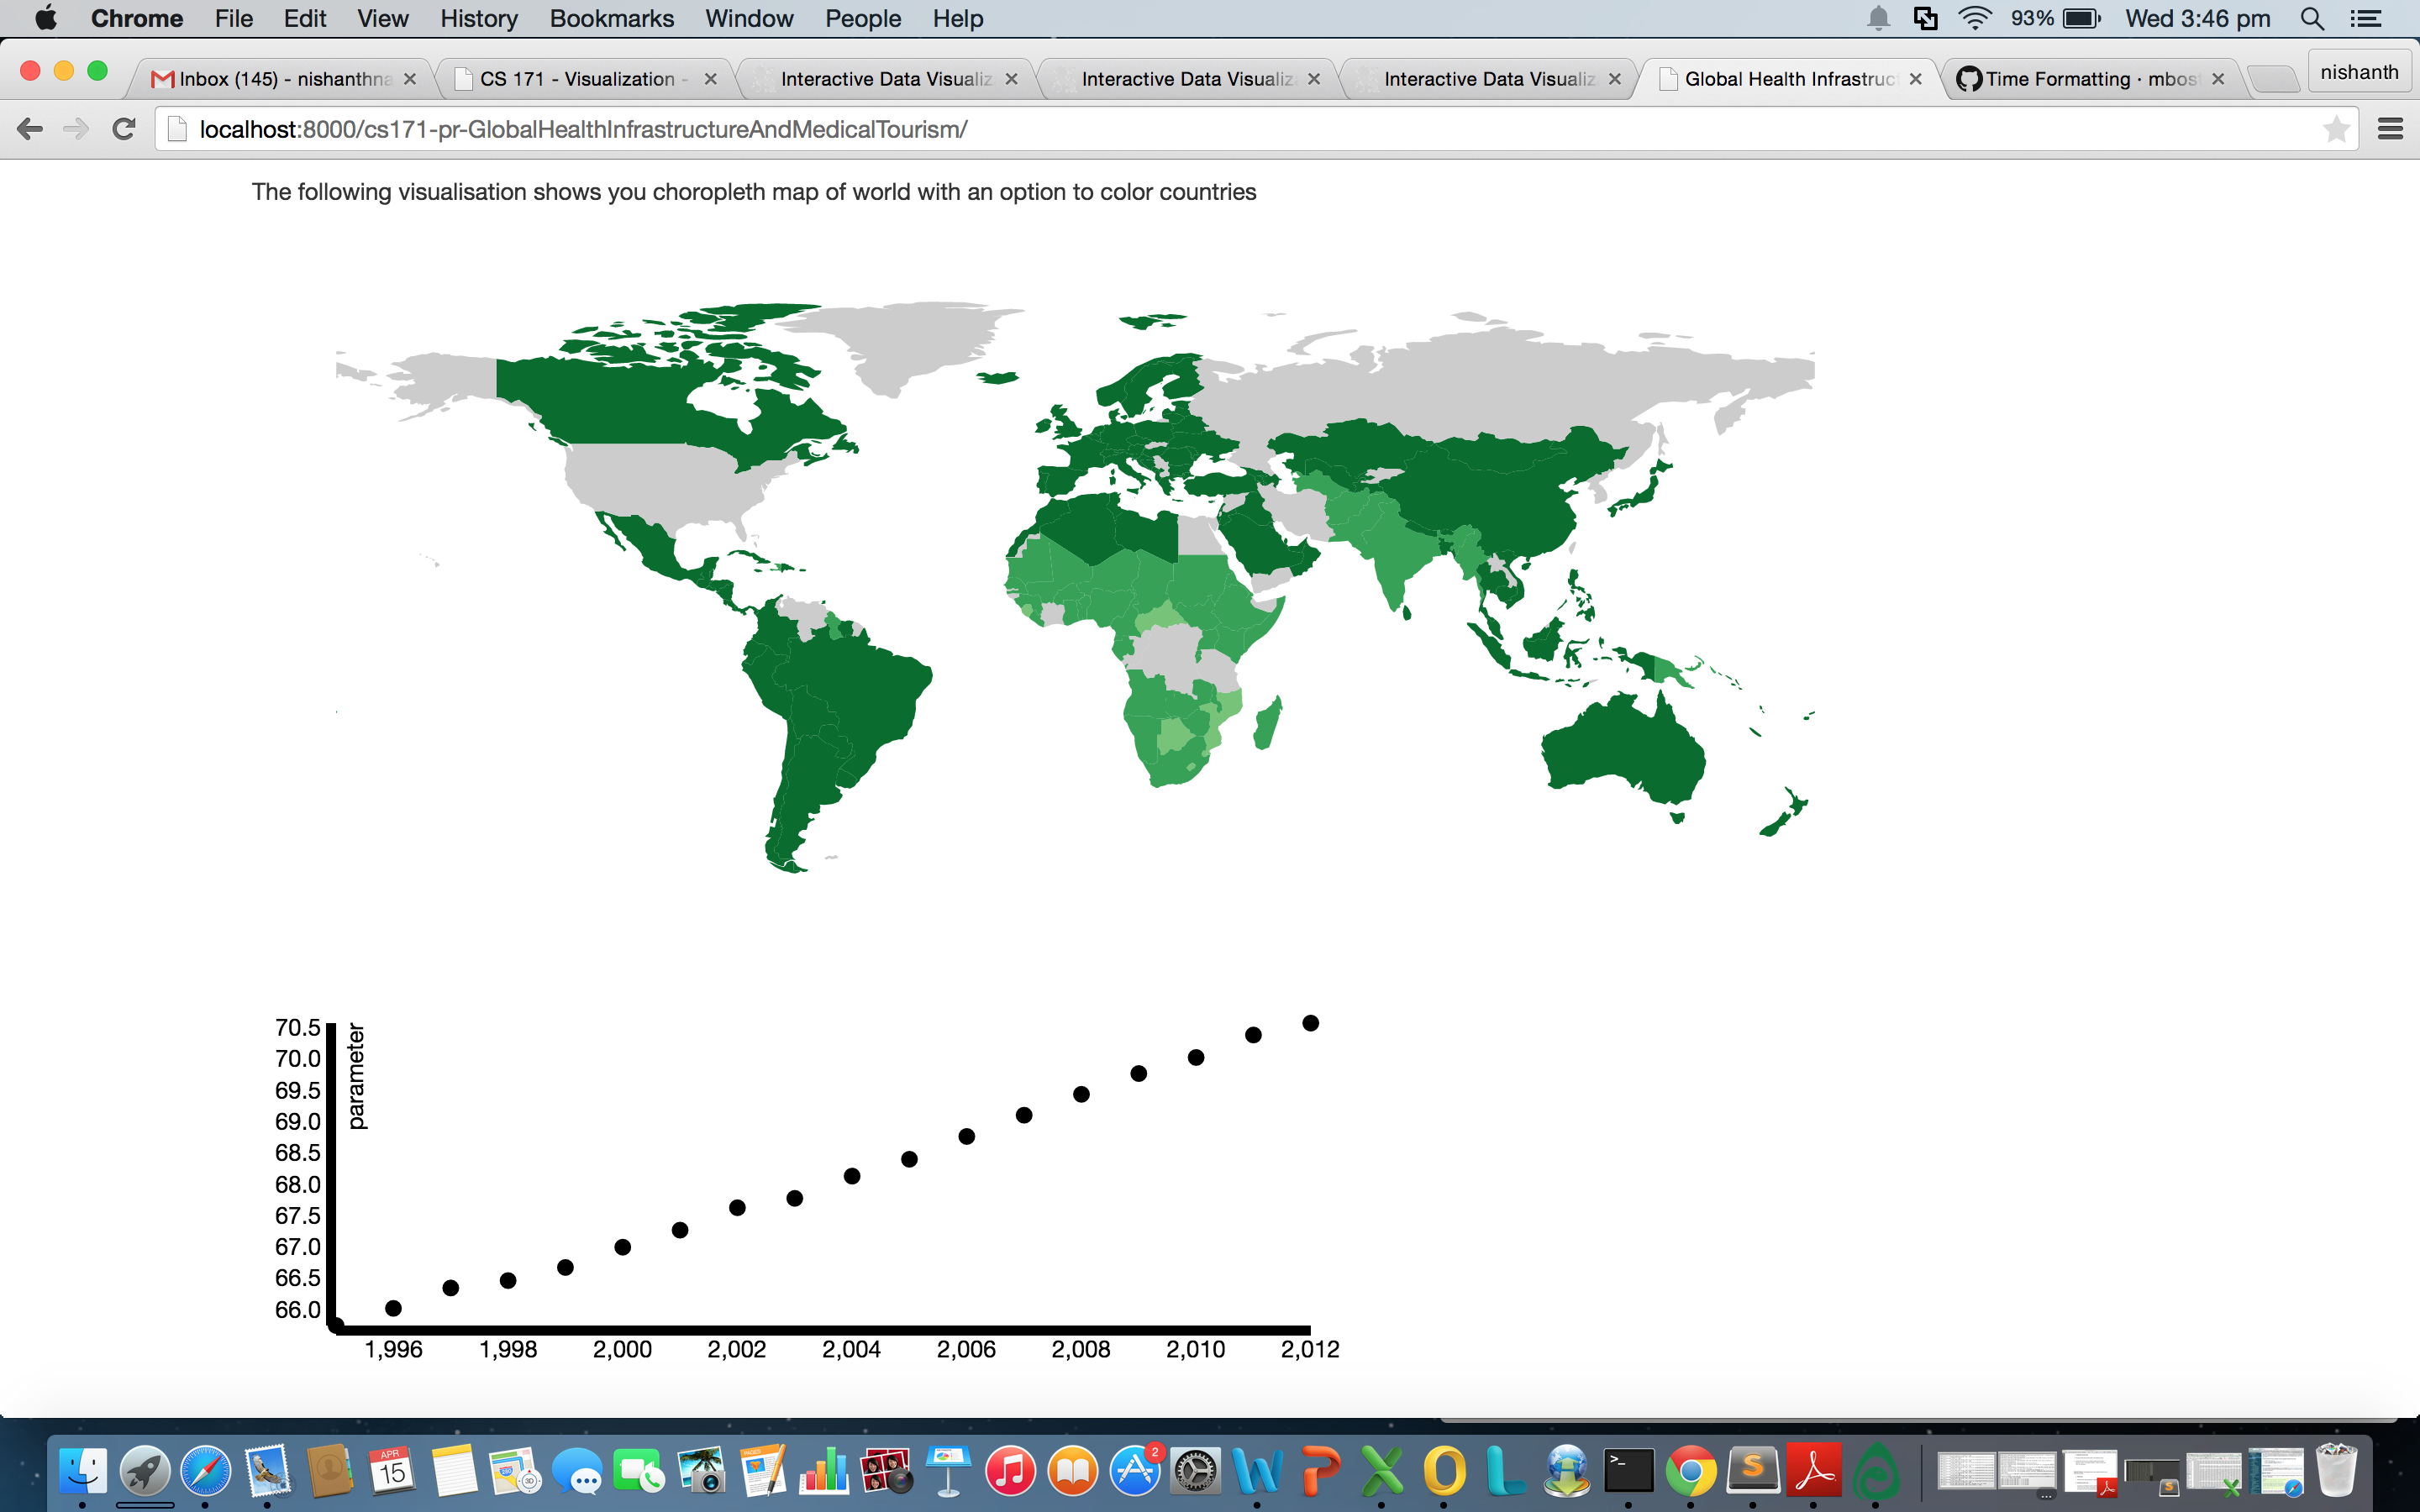 Chrome File Edit View History Bookmarks Window People Help 93% Wed 3:46 pm
Inbox (145) - nishanthna CS 171 - Visualization - Interactive Data Visualiz Interactive Data Visualiz Interactive Data Visualiz Global Health Infrastruc Time Formatting · mbost nishanth
localhost:8000/cs171-pr-GlobalHealthInfrastructureAndMedicalTourism/
The following visualisation shows you choropleth map of world with an option to color countries
parameter
70.5
70.0
69.5
69.0
68.5
68.0
67.5
67.0
66.5
66.0
1,996 1,998 2,000 2,002 2,004 2,006 2,008 2,010 2,012
APR
15
3D
PAGES
2
>_